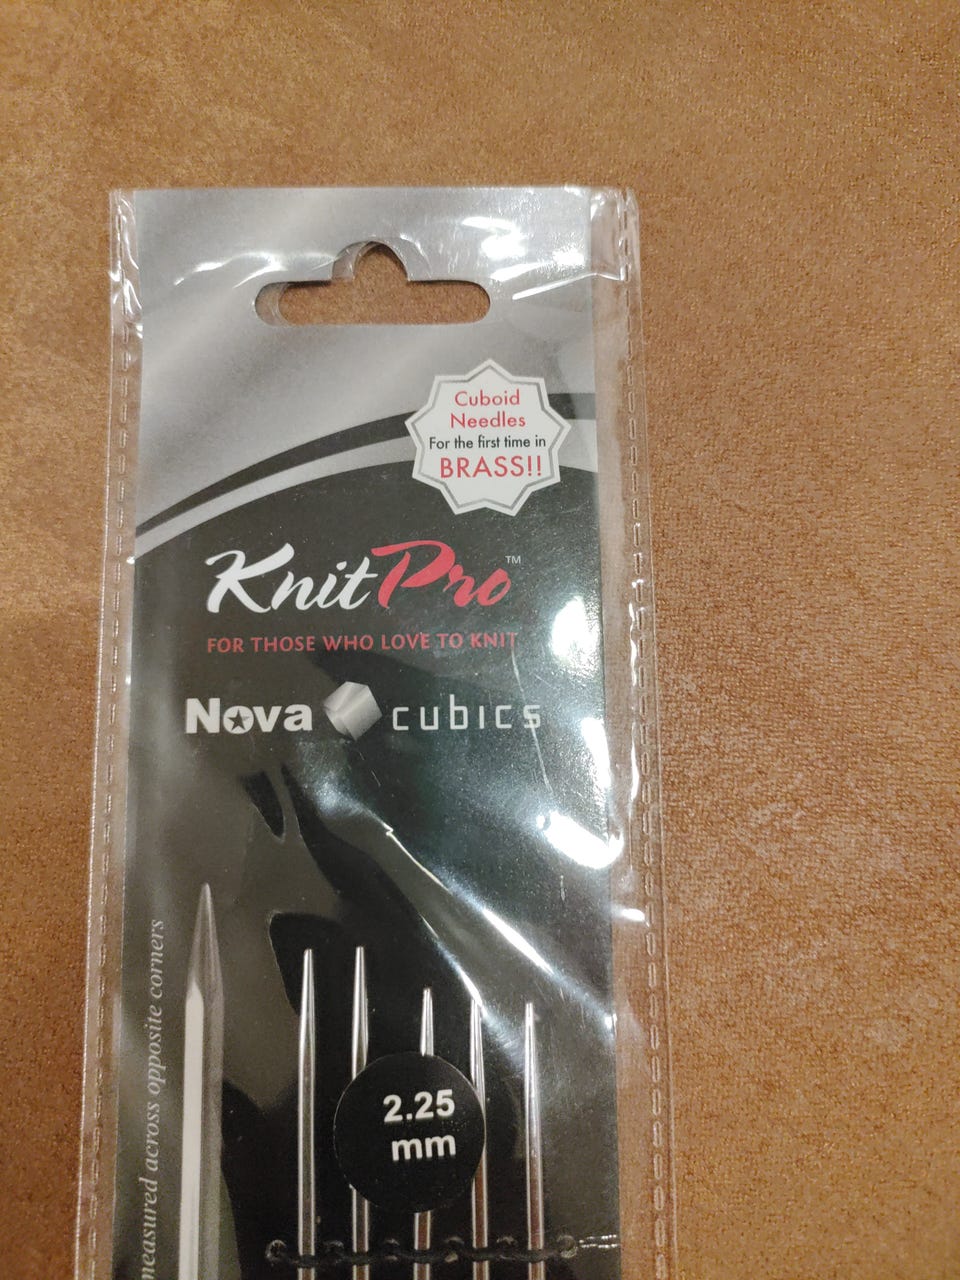 Cuboid
Needles
For the first time in
BRASS!!
KnitPro™
FOR THOSE WHO LOVE TO KNIT
Nova cubics
measured across opposite corners
2.25
mm